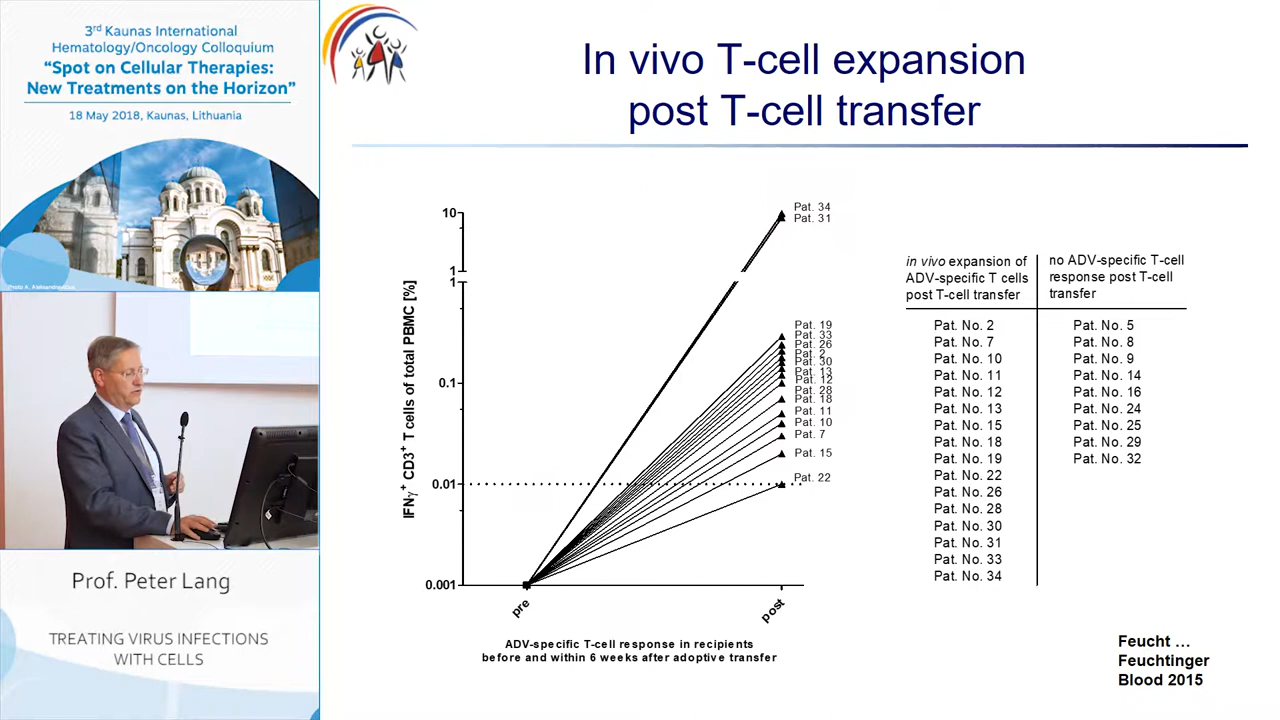 3rd Kaunas International
Hematology/Oncology Colloquium
“Spot on Cellular Therapies:
New Treatments on the Horizon”
18 May 2018, Kaunas, Lithuania
Prof. Peter Lang
TREATING VIRUS INFECTIONS
WITH CELLS
In vivo T-cell expansion
post T-cell transfer
IFNγ+ CD3+ T cells of total PBMC [%]
10
1
1
0.1
0.01
0.001
Pat. 34
Pat. 31
Pat. 19
Pat. 33
Pat. 26
Pat. 2
Pat. 30
Pat. 13
Pat. 12
Pat. 28
Pat. 18
Pat. 11
Pat. 10
Pat. 7
Pat. 15
Pat. 22
pre
post
ADV-specific T-cell response in recipients
before and within 6 weeks after adoptive transfer
in vivo expansion of
ADV-specific T cells
post T-cell transfer
Pat. No. 2
Pat. No. 7
Pat. No. 10
Pat. No. 11
Pat. No. 12
Pat. No. 13
Pat. No. 15
Pat. No. 18
Pat. No. 19
Pat. No. 22
Pat. No. 26
Pat. No. 28
Pat. No. 30
Pat. No. 31
Pat. No. 33
Pat. No. 34
no ADV-specific T-cell
response post T-cell
transfer
Pat. No. 5
Pat. No. 8
Pat. No. 9
Pat. No. 14
Pat. No. 16
Pat. No. 24
Pat. No. 25
Pat. No. 29
Pat. No. 32
Feucht …
Feuchtinger
Blood 2015